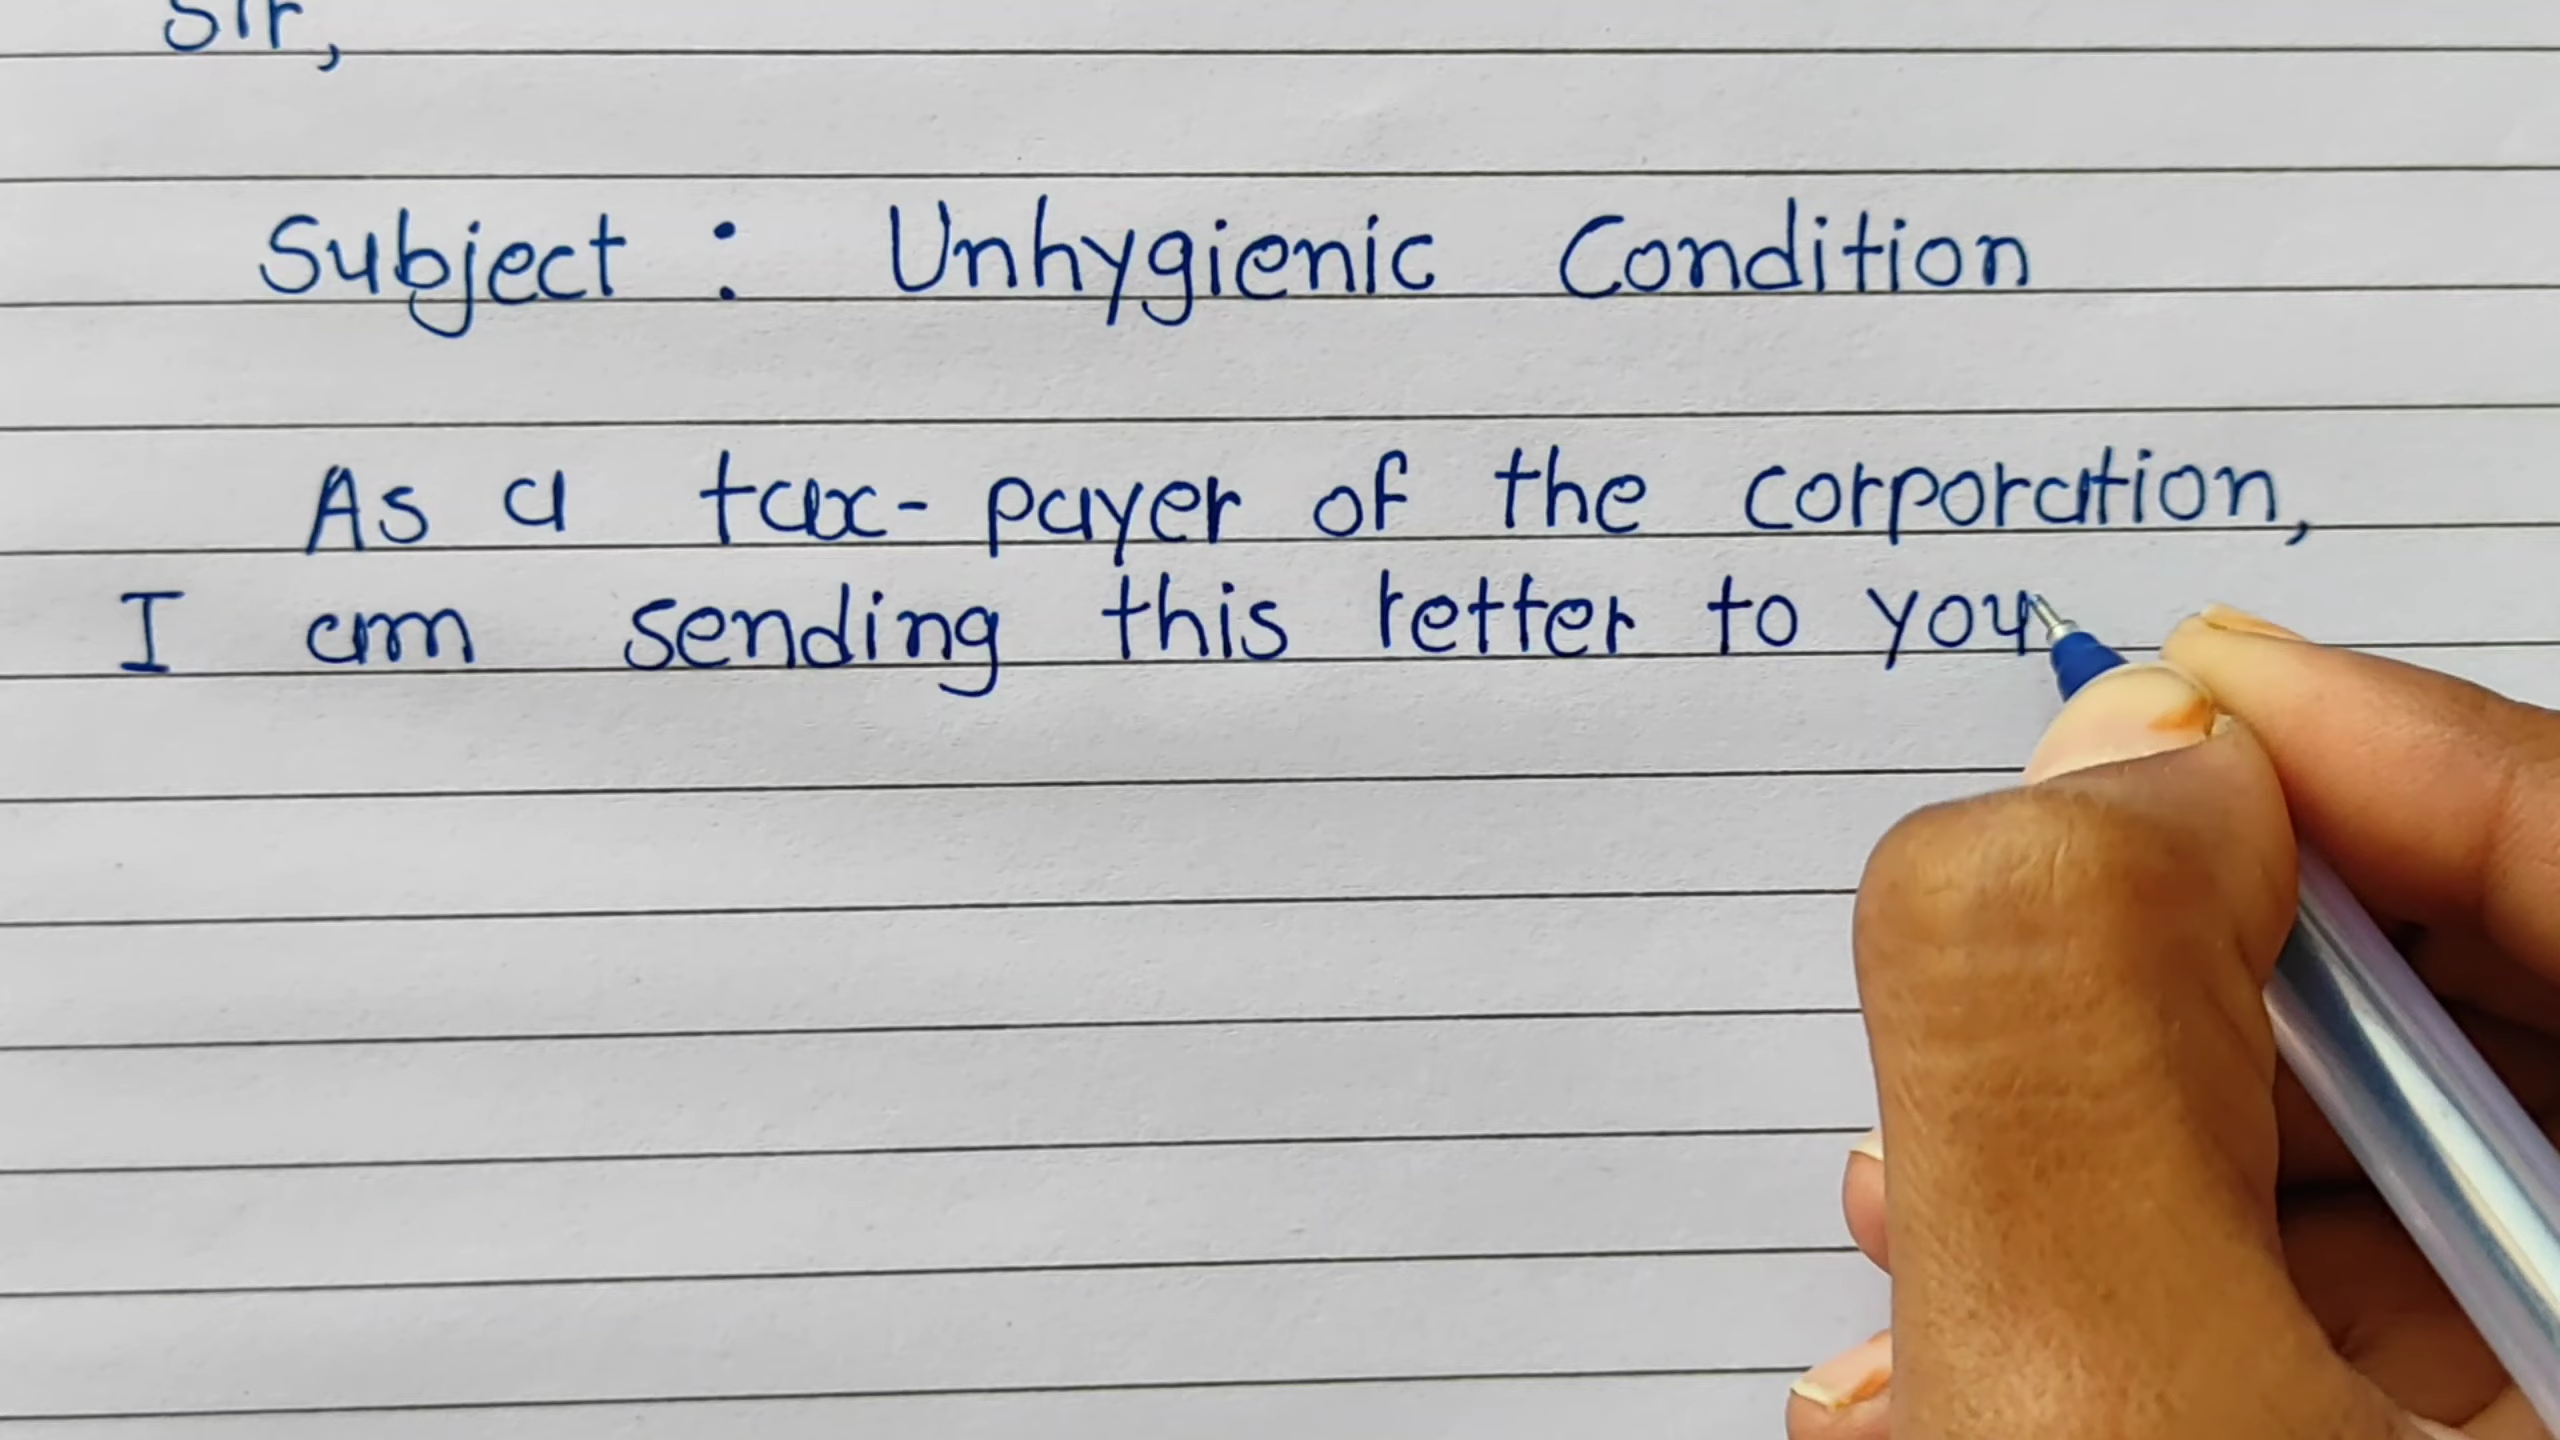 Sir,
Subject : Unhygienic Condition
As a tax-payer of the corporation,
I am sending this letter to you